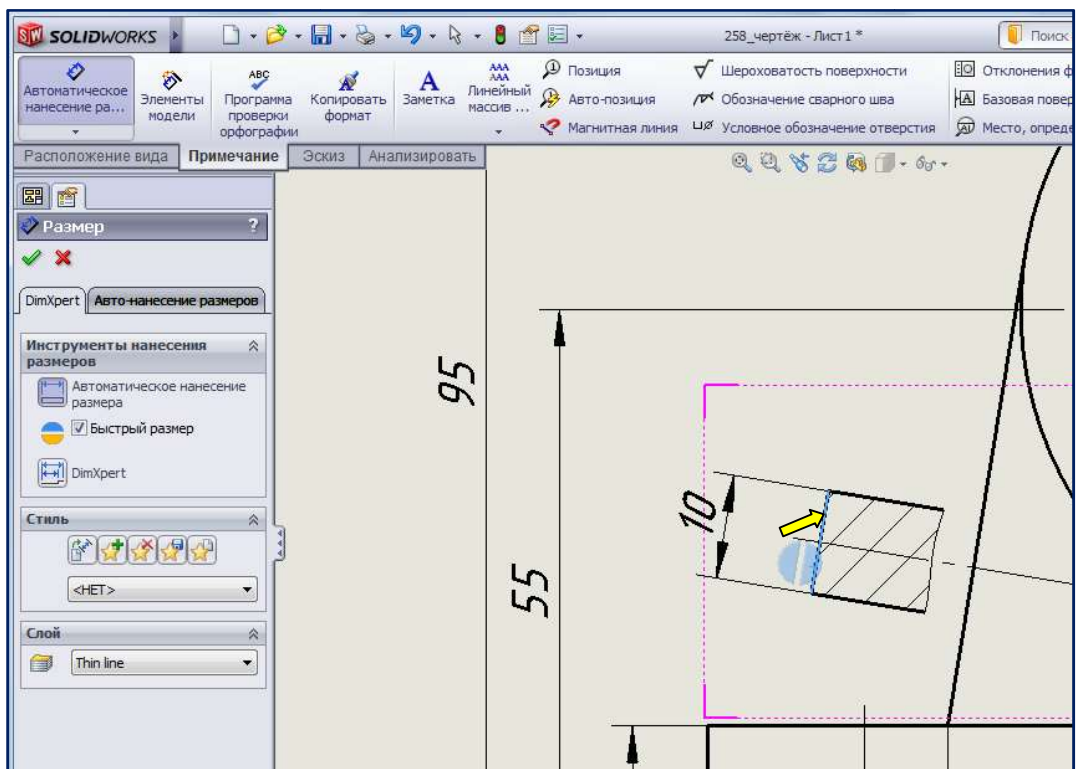 SOLIDWORKS
258_чертёж - Лист1 *
Поиск
Автоматическое
нанесение ра...
Элементы
модели
ABC
Программа
проверки
орфографии
Копировать
формат
A
Заметка
AAA
AAA
Линейный
массив ...
Позиция
Авто-позиция
Магнитная линия
Шероховатость поверхности
Обозначение сварного шва
Условное обозначение отверстия
Отклонения ф
Базовая повер
Место, опреде
Расположение вида
Примечание
Эскиз
Анализировать
Размер
?
DimXpert
Авто-нанесение размеров
Инструменты нанесения
размеров
Автоматическое нанесение
размера
Быстрый размер
DimXpert
Стиль
<НЕТ>
Слой
Thin line
95
55
10